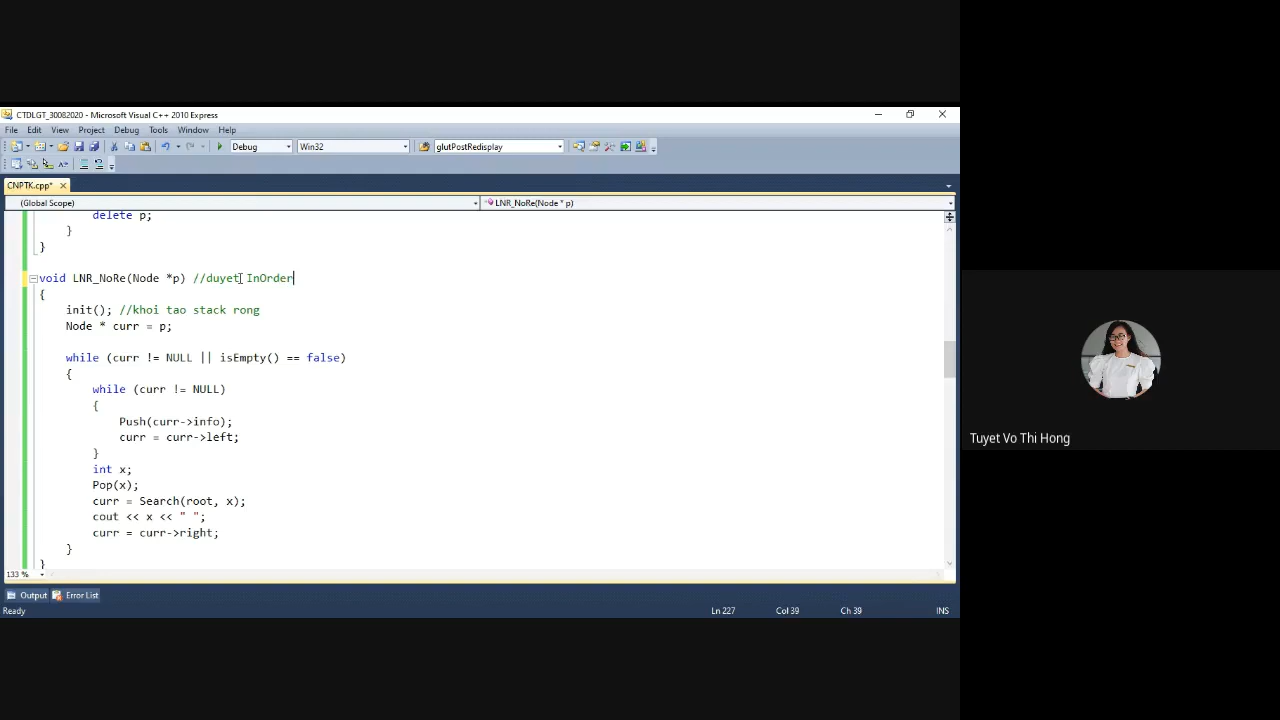 CTDLGT_30082020 - Microsoft Visual C++ 2010 Express
File Edit View Project Debug Tools Window Help
Debug Win32 glutPostRedisplay
CNPTK.cpp*
(Global Scope) LNR_NoRe(Node * p)
delete p;
}
}
void LNR_NoRe(Node *p) //duyet InOrder
{
init(); //khoi tao stack rong
Node * curr = p;
while (curr != NULL || isEmpty() == false)
{
while (curr != NULL)
{
Push(curr->info);
curr = curr->left;
}
int x;
Pop(x);
curr = Search(root, x);
cout << x << " ";
curr = curr->right;
}
}
133 %
Output Error List
Ready Ln 227 Col 39 Ch 39 INS
Tuyet Vo Thi Hong